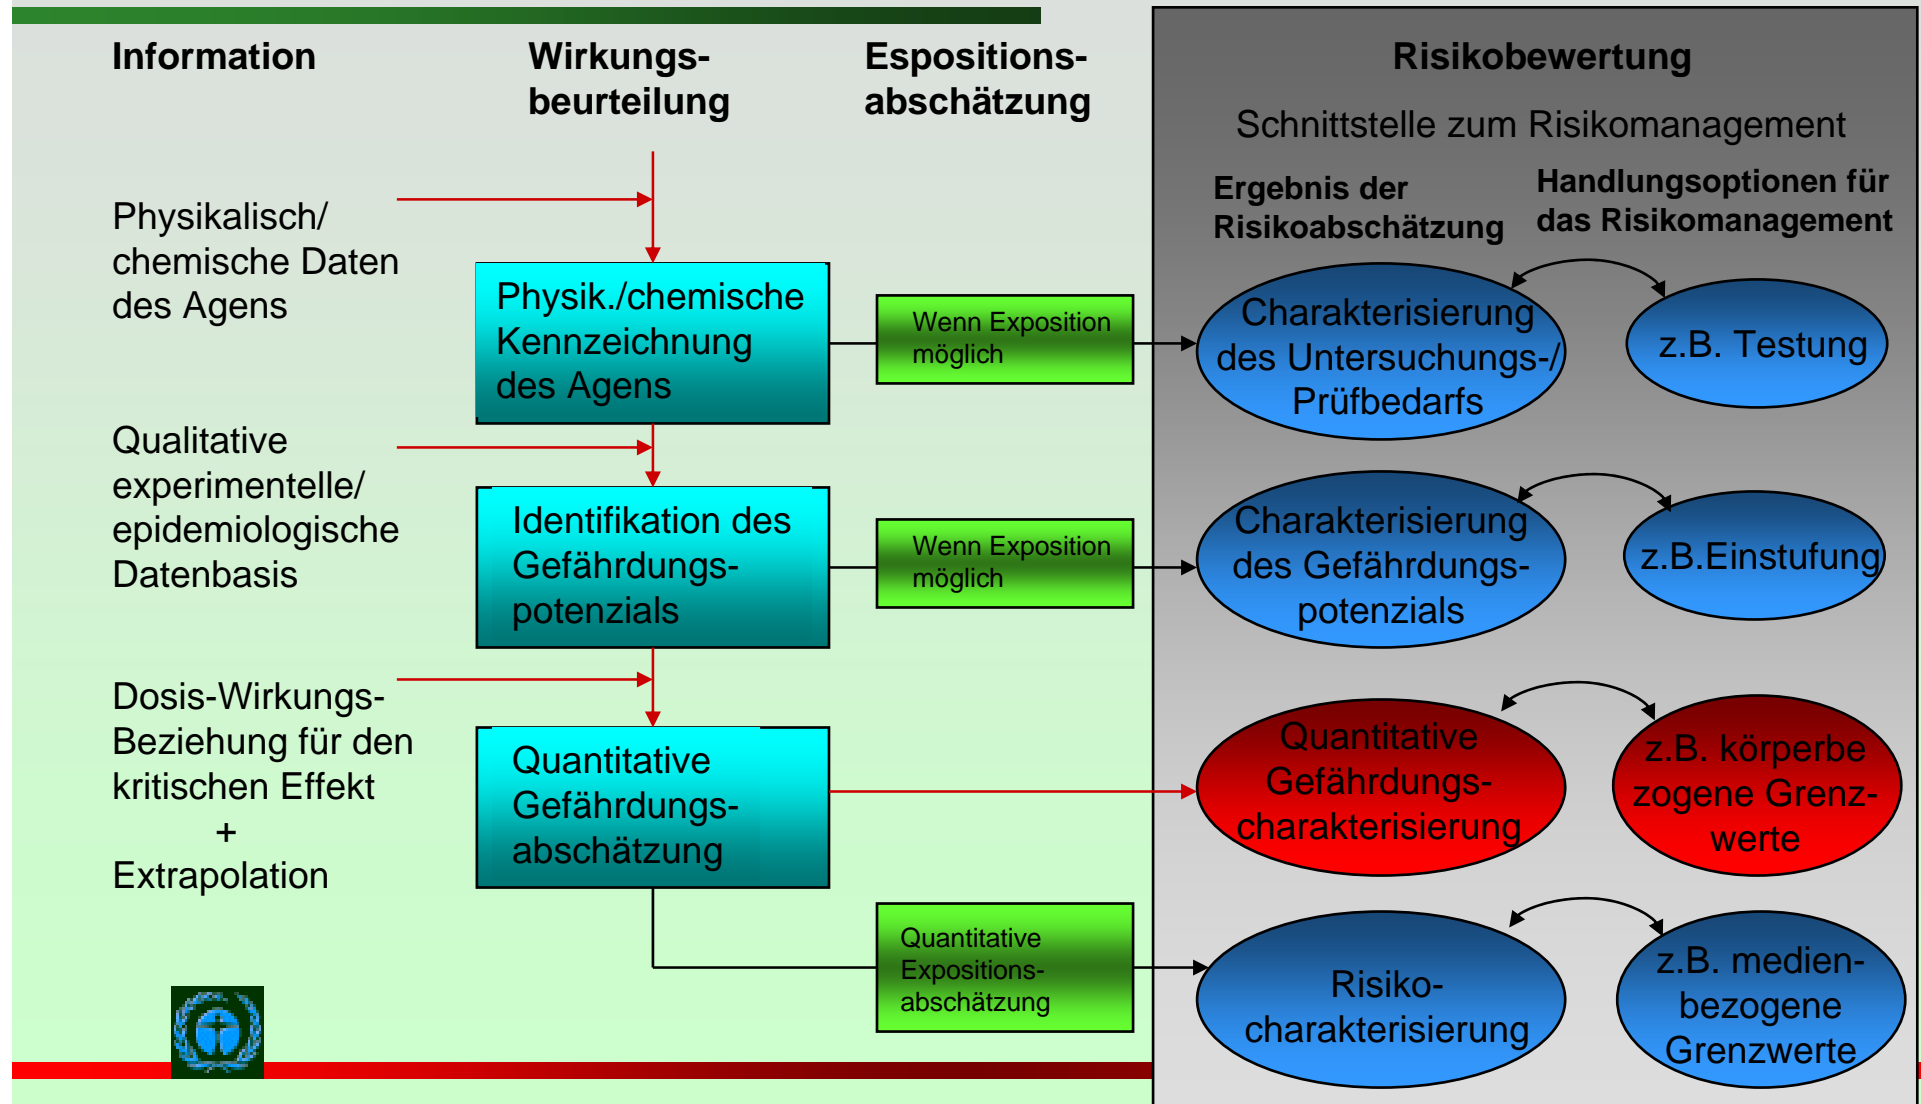 Information
Wirkungs-
beurteilung
Espositions-
abschätzung
Risikobewertung
Schnittstelle zum Risikomanagement
Ergebnis der
Risikoabschätzung
Handlungsoptionen für
das Risikomanagement
Physikalisch/
chemische Daten
des Agens
Physik./chemische
Kennzeichnung
des Agens
Wenn Exposition
möglich
Charakterisierung
des Untersuchungs-/
Prüfbedarfs
z.B. Testung
Qualitative
experimentelle/
epidemiologische
Datenbasis
Identifikation des
Gefährdungs-
potenzials
Wenn Exposition
möglich
Charakterisierung
des Gefährdungs-
potenzials
z.B.Einstufung
Dosis-Wirkungs-
Beziehung für den
kritischen Effekt
+
Extrapolation
Quantitative
Gefährdungs-
abschätzung
Quantitative
Gefährdungs-
charakterisierung
z.B. körperbe
zogene Grenz-
werte
Quantitative
Expositions-
abschätzung
Risiko-
charakterisierung
z.B. medien-
bezogene
Grenzwerte